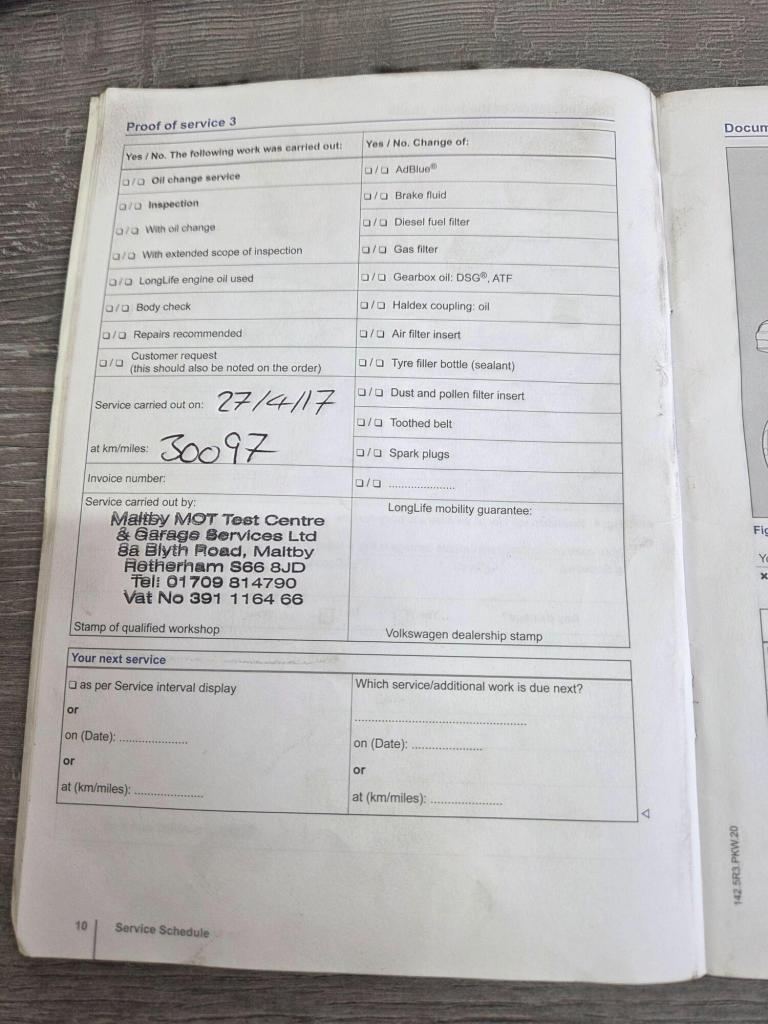 Proof of service 3
Yes / No. The following work was carried out:
❑ / ❑ Oil change service
❑ / ❑ Inspection
❑ / ❑ With oil change
❑ / ❑ With extended scope of inspection
❑ / ❑ LongLife engine oil used
❑ / ❑ Body check
❑ / ❑ Repairs recommended
❑ / ❑ Customer request
(this should also be noted on the order)
Service carried out on: 27/4/17
at km/miles: 30097
Invoice number:
Service carried out by:
Maltby MOT Test Centre
& Garage Services Ltd
8a Blyth Road, Maltby
Rotherham S66 8JD
Tel: 01709 814790
Vat No 391 1164 66
Stamp of qualified workshop
Yes / No. Change of:
❑ / ❑ AdBlue®
❑ / ❑ Brake fluid
❑ / ❑ Diesel fuel filter
❑ / ❑ Gas filter
❑ / ❑ Gearbox oil: DSG®, ATF
❑ / ❑ Haldex coupling: oil
❑ / ❑ Air filter insert
❑ / ❑ Tyre filler bottle (sealant)
❑ / ❑ Dust and pollen filter insert
❑ / ❑ Toothed belt
❑ / ❑ Spark plugs
❑ / ❑ ....................
LongLife mobility guarantee:
Volkswagen dealership stamp
Your next service
❑ as per Service interval display
or
on (Date): ....................
or
at (km/miles): ....................
Which service/additional work is due next?
..................................................
on (Date): ....................
or
at (km/miles): ....................
10 Service Schedule
Docum
Fig
142.5R3.PKW.20